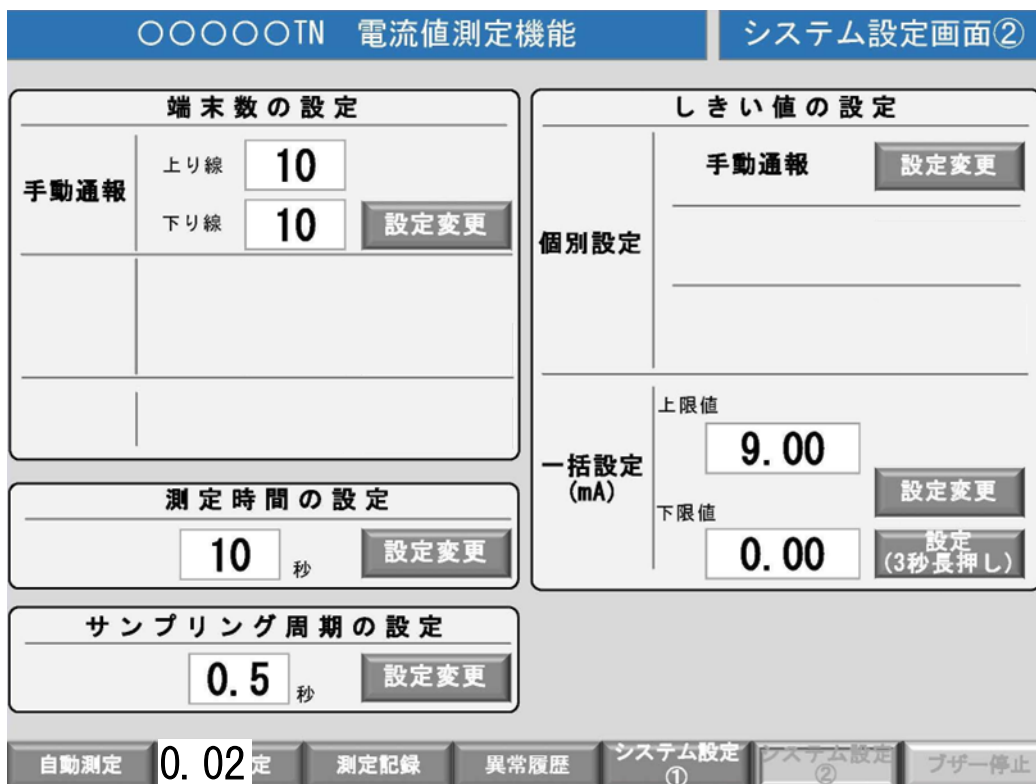 ○○○○○TN 電流値測定機能
システム設定画面②
端末数の設定
手動通報
上り線 10
下り線 10 設定変更
測定時間の設定
10 秒 設定変更
サンプリング周期の設定
0.5 秒 設定変更
しきい値の設定
個別設定
手動通報 設定変更
一括設定
(mA)
上限値
9.00
設定変更
下限値
0.00
設定
(3秒長押し)
自動測定 0.02定 測定記録 異常履歴 システム設定① システム設定② ブザー停止